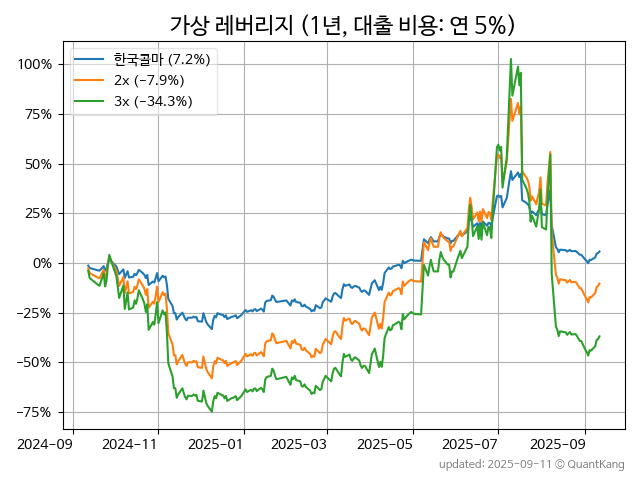 가상 레버리지 (1년, 대출 비용: 연 5%)
한국콜마 (7.2%)
2x (−7.9%)
3x (−34.3%)
100%
75%
50%
25%
0%
−25%
−50%
−75%
2024-09 2024-11 2025-01 2025-03 2025-05 2025-07 2025-09
updated: 2025-09-11 © QuantKang